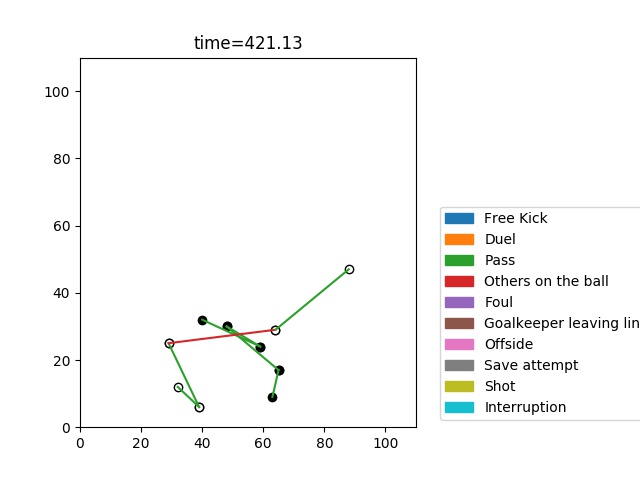 time=421.13
100
80
60
40
20
0
0 20 40 60 80 100
Free Kick
Duel
Pass
Others on the ball
Foul
Goalkeeper leaving lin
Offside
Save attempt
Shot
Interruption